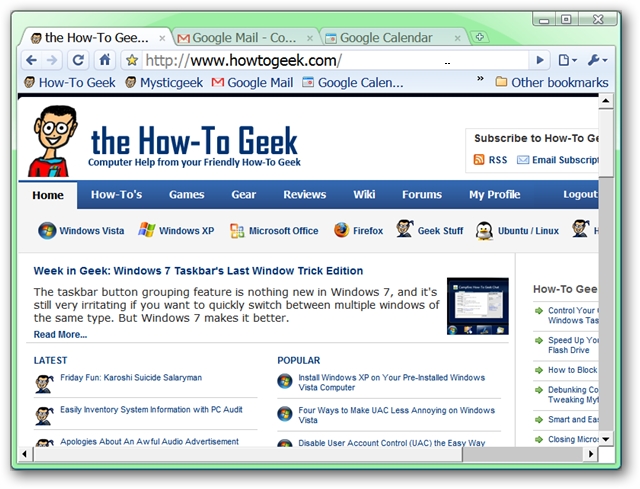 the How-To Gee...
Google Mail - Co...
Google Calendar
http://www.howtogeek.com/
How-To Geek
Mysticgeek
Google Mail
Google Calen...
»
Other bookmarks
the How-To Geek
Computer Help from your Friendly How-To Geek
Subscribe to How-To Ge
RSS
Email Subscript
Home
How-To's
Games
Gear
Reviews
Wiki
Forums
My Profile
Logout
Windows Vista
Windows XP
Microsoft Office
Firefox
Geek Stuff
Ubuntu / Linux
H
Week in Geek: Windows 7 Taskbar's Last Window Trick Edition
The taskbar button grouping feature is nothing new in Windows 7, and it's
still very irritating if you want to quickly switch between multiple windows of
the same type. But Windows 7 makes it better.
Read More...
LATEST
Friday Fun: Karoshi Suicide Salaryman
Easily Inventory System Information with PC Audit
Apologies About An Awful Audio Advertisement
POPULAR
Install Windows XP on Your Pre-Installed Windows
Vista Computer
Four Ways to Make UAC Less Annoying on Windows
Vista
Disable User Account Control (UAC) the Easy Way
How-To Gee
Control Your
Windows Tas
Speed Up Yo
Flash Drive
How to Block
Debunking Co
Tweaking Myt
Smart and Eas
Closing Micros